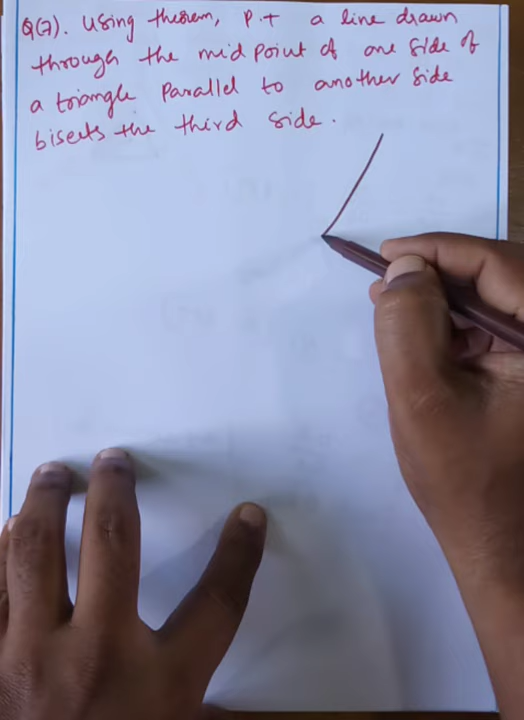 Q(7). Using theorem, P.T a line drawn
through the mid point of one side of
a triangle parallel to another side
bisects the third side.